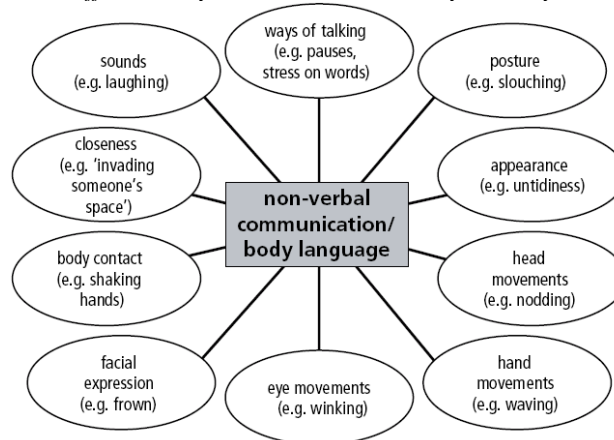 ways of talking
(e.g. pauses,
stress on words)
sounds
(e.g. laughing)
posture
(e.g. slouching)
closeness
(e.g. ‘invading
someone’s
space’)
appearance
(e.g. untidiness)
non-verbal
communication/
body language
body contact
(e.g. shaking
hands)
head
movements
(e.g. nodding)
facial
expression
(e.g. frown)
eye movements
(e.g. winking)
hand
movements
(e.g. waving)